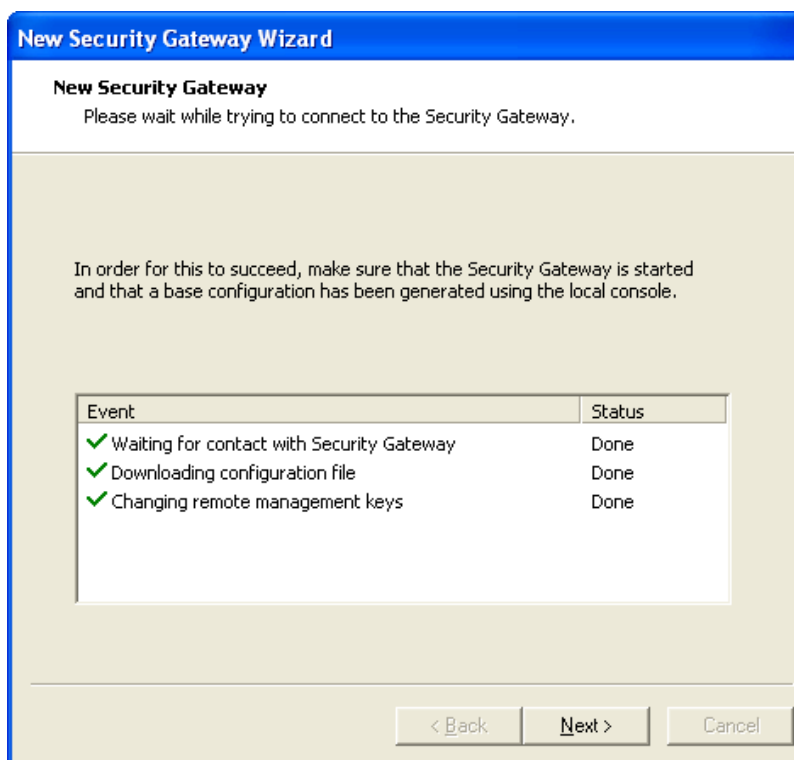 New Security Gateway Wizard
New Security Gateway
Please wait while trying to connect to the Security Gateway.
In order for this to succeed, make sure that the Security Gateway is started
and that a base configuration has been generated using the local console.
Event Status
Waiting for contact with Security Gateway Done
Downloading configuration file Done
Changing remote management keys Done
< Back Next > Cancel